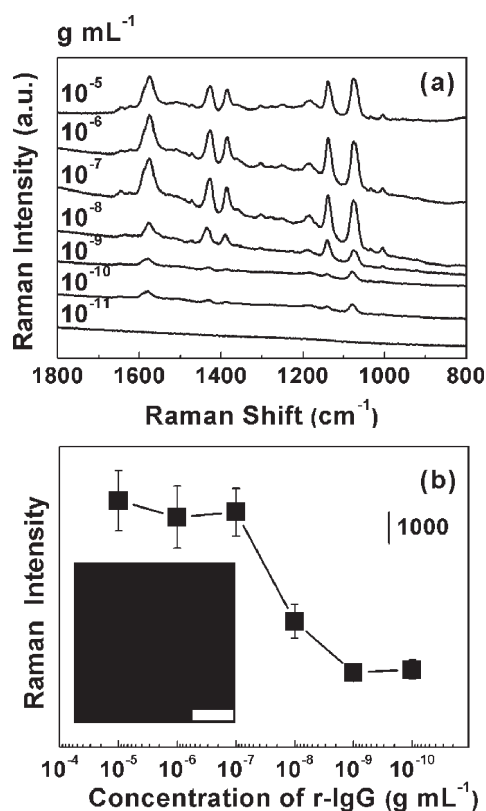 g mL⁻¹
(a)
10⁻⁵
10⁻⁶
10⁻⁷
10⁻⁸
10⁻⁹
10⁻¹⁰
10⁻¹¹
Raman Intensity (a.u.)
1800 1600 1400 1200 1000 800
Raman Shift (cm⁻¹)
(b)
1000
Raman Intensity
10⁻⁴ 10⁻⁵ 10⁻⁶ 10⁻⁷ 10⁻⁸ 10⁻⁹ 10⁻¹⁰
Concentration of r-IgG (g mL⁻¹)